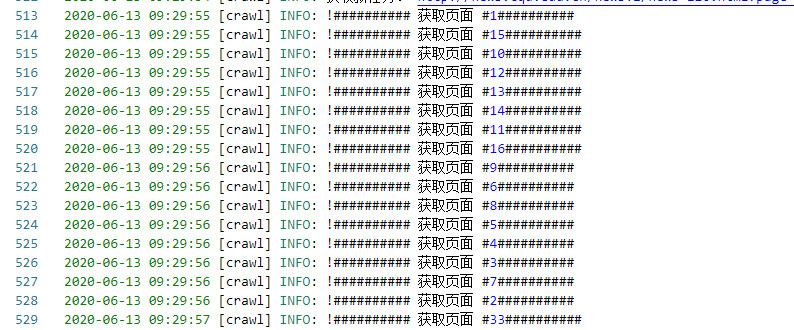 513 2020-06-13 09:29:55 [crawl] INFO: !########## 获取页面 #1##########
514 2020-06-13 09:29:55 [crawl] INFO: !########## 获取页面 #15##########
515 2020-06-13 09:29:55 [crawl] INFO: !########## 获取页面 #10##########
516 2020-06-13 09:29:55 [crawl] INFO: !########## 获取页面 #12##########
517 2020-06-13 09:29:55 [crawl] INFO: !########## 获取页面 #13##########
518 2020-06-13 09:29:55 [crawl] INFO: !########## 获取页面 #14##########
519 2020-06-13 09:29:55 [crawl] INFO: !########## 获取页面 #11##########
520 2020-06-13 09:29:55 [crawl] INFO: !########## 获取页面 #16##########
521 2020-06-13 09:29:56 [crawl] INFO: !########## 获取页面 #9##########
522 2020-06-13 09:29:56 [crawl] INFO: !########## 获取页面 #6##########
523 2020-06-13 09:29:56 [crawl] INFO: !########## 获取页面 #8##########
524 2020-06-13 09:29:56 [crawl] INFO: !########## 获取页面 #5##########
525 2020-06-13 09:29:56 [crawl] INFO: !########## 获取页面 #4##########
526 2020-06-13 09:29:56 [crawl] INFO: !########## 获取页面 #3##########
527 2020-06-13 09:29:56 [crawl] INFO: !########## 获取页面 #7##########
528 2020-06-13 09:29:56 [crawl] INFO: !########## 获取页面 #2##########
529 2020-06-13 09:29:57 [crawl] INFO: !########## 获取页面 #33##########